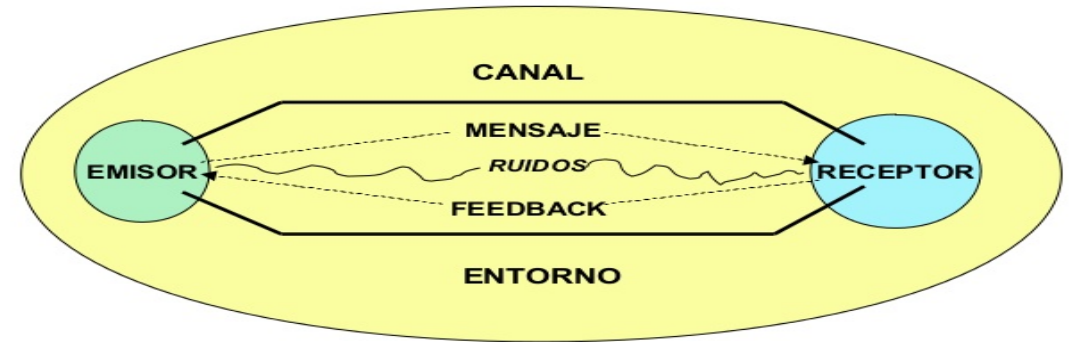 CANAL
MENSAJE
EMISOR
RUIDOS
RECEPTOR
FEEDBACK
ENTORNO